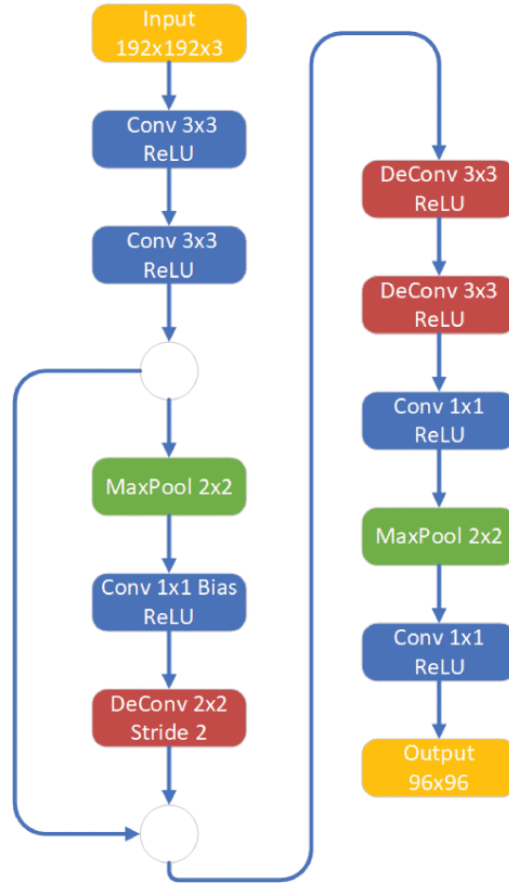 Input
192x192x3
Conv 3x3
ReLU
Conv 3x3
ReLU
MaxPool 2x2
Conv 1x1 Bias
ReLU
DeConv 2x2
Stride 2
DeConv 3x3
ReLU
DeConv 3x3
ReLU
Conv 1x1
ReLU
MaxPool 2x2
Conv 1x1
ReLU
Output
96x96